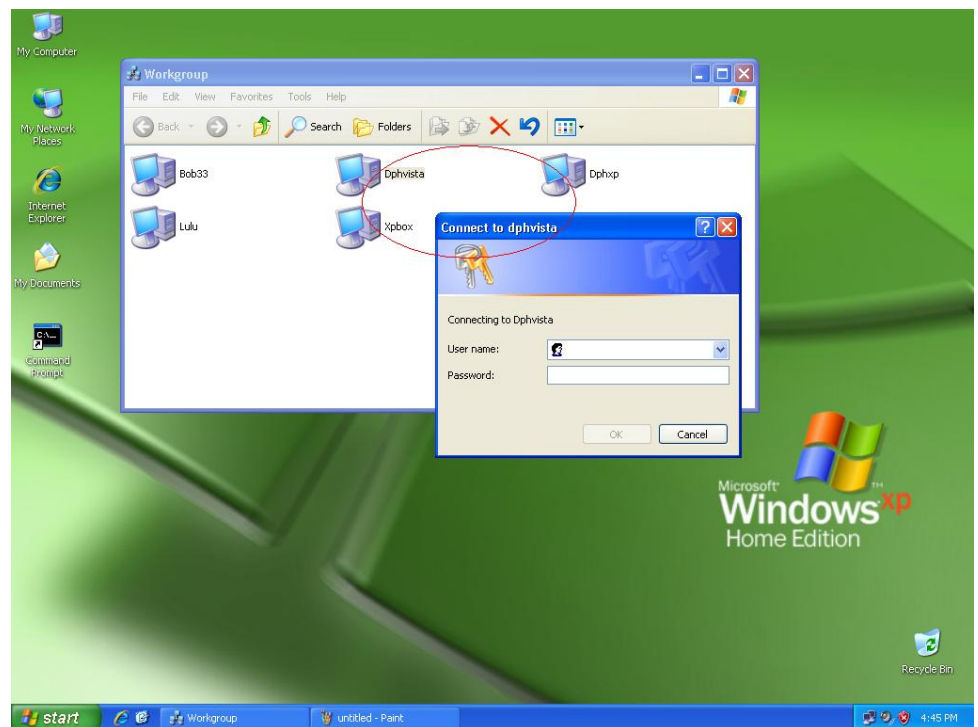 My Computer
My Network
Places
Internet
Explorer
My Documents
C:\_
Command
Prompt
Workgroup
File Edit View Favorites Tools Help
Back Search Folders
Bob33 Dphvista Dphxp
Lulu Xpbox
Connect to dphvista
Connecting to Dphvista
User name:
Password:
OK Cancel
Microsoft
Windows xp TM
Home Edition
Recycle Bin
start Workgroup untitled - Paint 4:45 PM